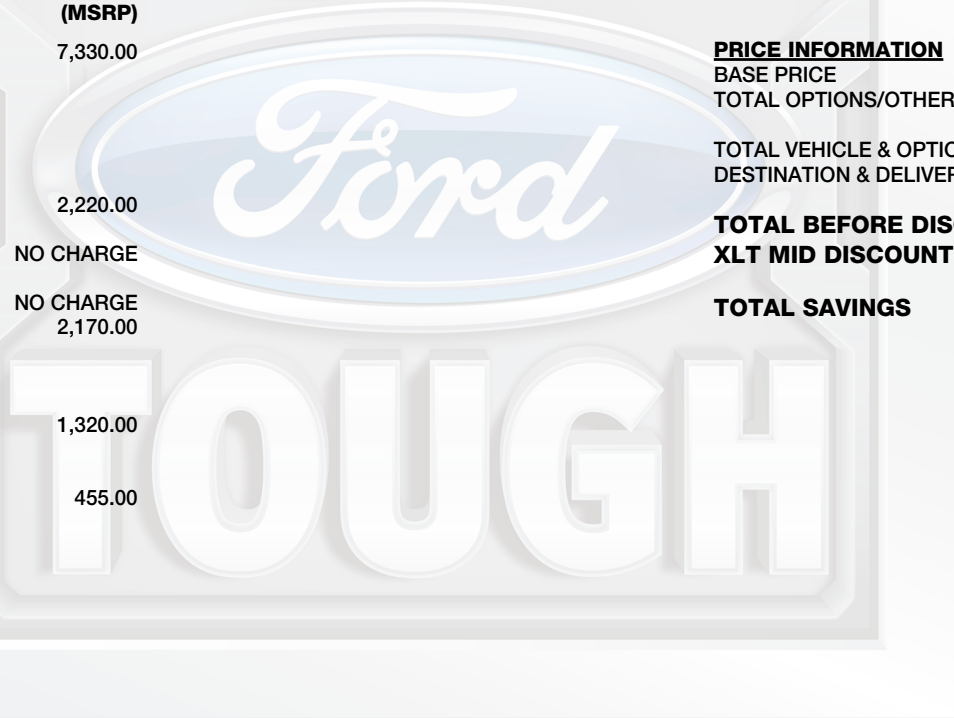 (MSRP)
7,330.00
2,220.00
NO CHARGE
NO CHARGE
2,170.00
1,320.00
455.00
PRICE INFORMATION
BASE PRICE
TOTAL OPTIONS/OTHER
TOTAL VEHICLE & OPTIO
DESTINATION & DELIVER
TOTAL BEFORE DISC
XLT MID DISCOUNT
TOTAL SAVINGS
Ford
TOUGH